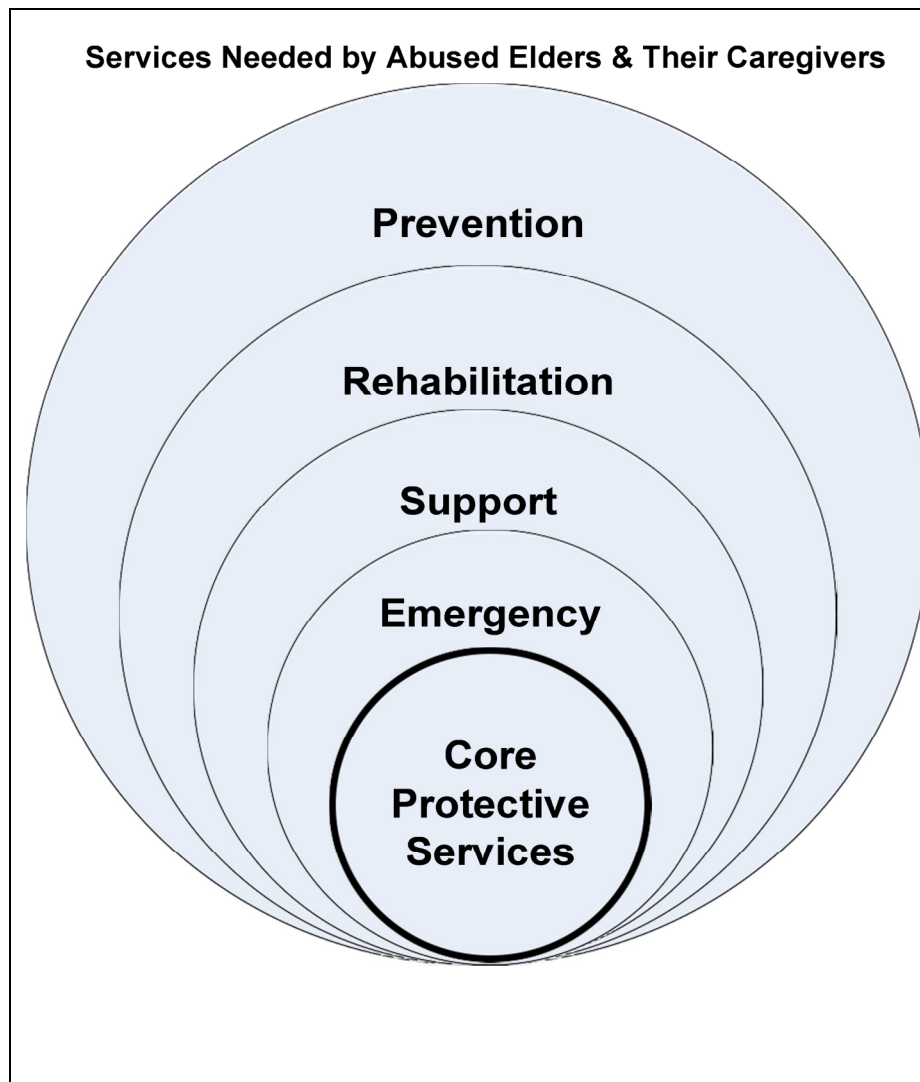 Services Needed by Abused Elders & Their Caregivers
Prevention
Rehabilitation
Support
Emergency
Core
Protective
Services